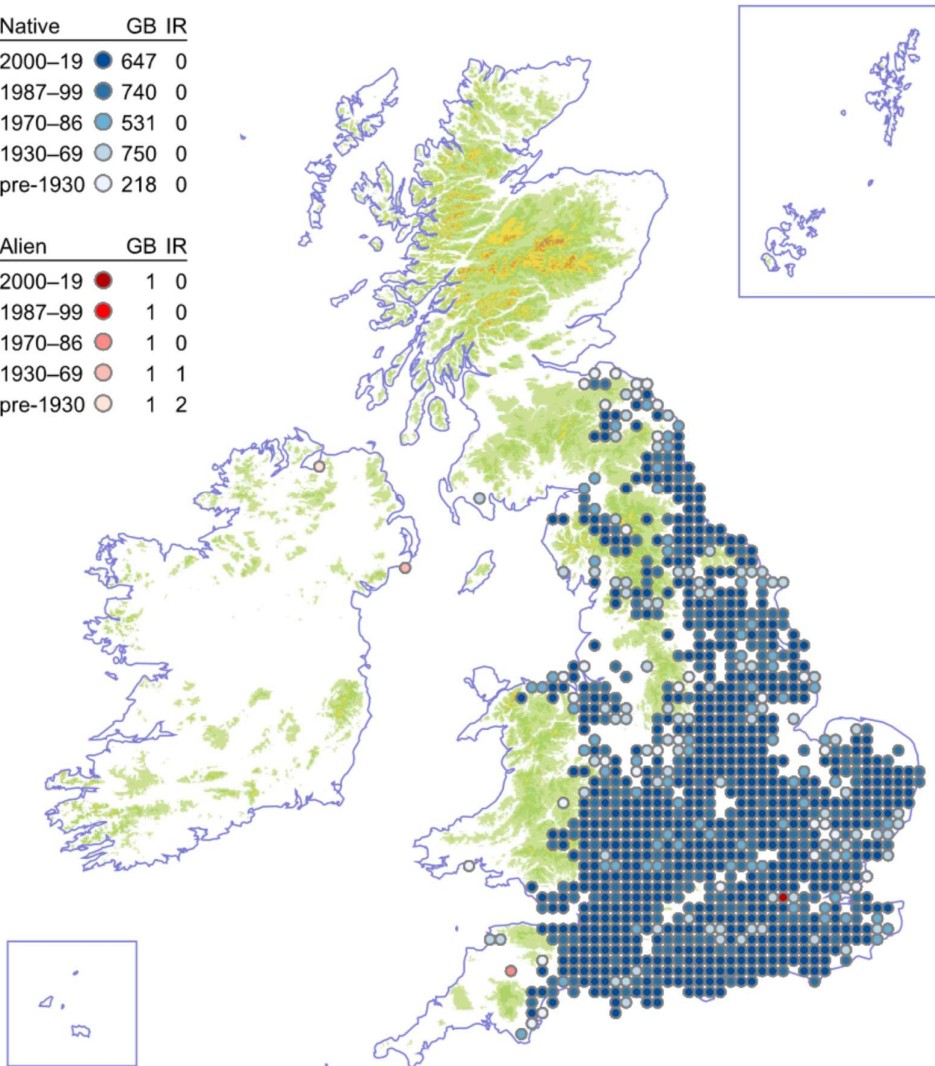 Native GB IR
2000–19 647 0
1987–99 740 0
1970–86 531 0
1930–69 750 0
pre-1930 218 0
Alien GB IR
2000–19 1 0
1987–99 1 0
1970–86 1 0
1930–69 1 1
pre-1930 1 2